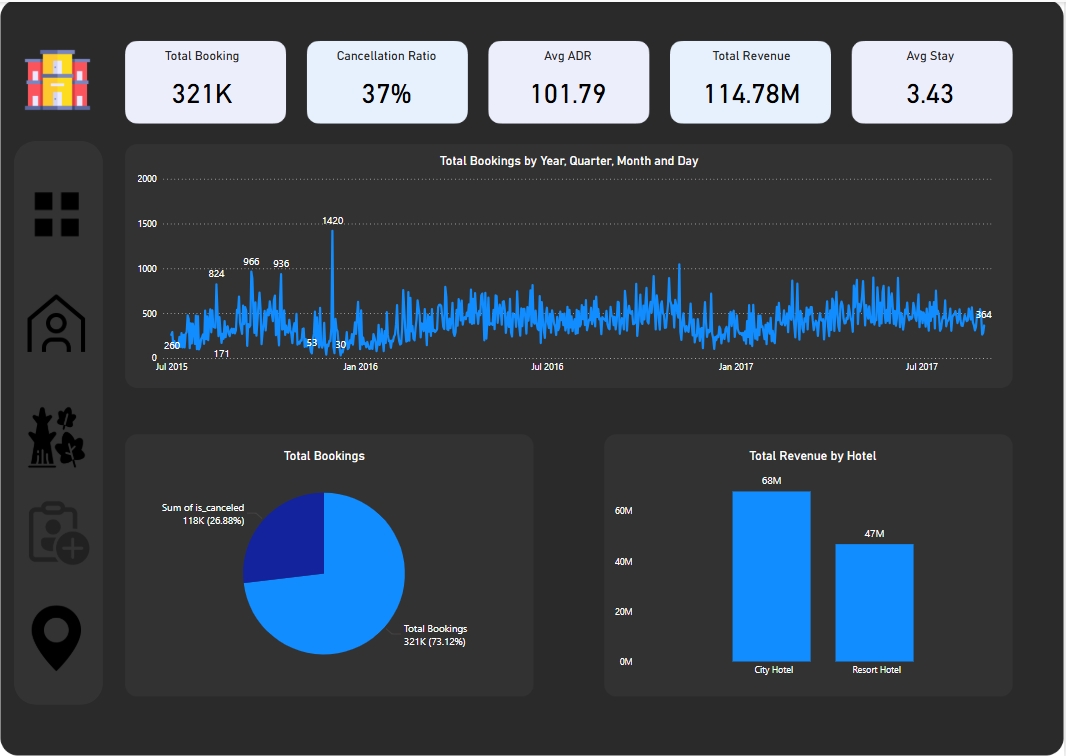 Total Booking
321K
Cancellation Ratio
37%
Avg ADR
101.79
Total Revenue
114.78M
Avg Stay
3.43
Total Bookings by Year, Quarter, Month and Day
2000
1500
1000
500
0
1420
824
966
936
260
171
53
30
364
Jul 2015
Jan 2016
Jul 2016
Jan 2017
Jul 2017
Total Bookings
Sum of is_canceled
118K (26.88%)
Total Bookings
321K (73.12%)
Total Revenue by Hotel
60M
40M
20M
0M
68M
47M
City Hotel
Resort Hotel